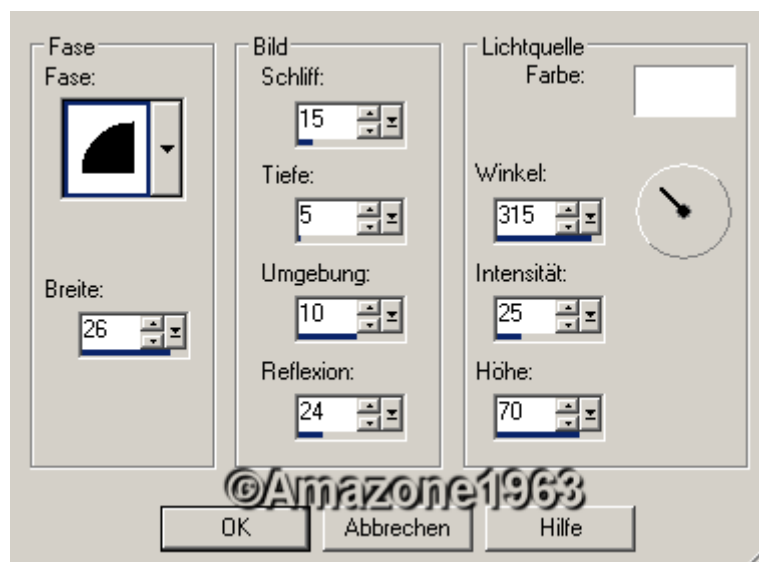 Fase
Fase:
Breite:
26
Bild
Schliff:
15
Tiefe:
5
Umgebung:
10
Reflexion:
24
Lichtquelle
Farbe:
Winkel:
315
Intensität:
25
Höhe:
70
©Amazone1963
OK
Abbrechen
Hilfe